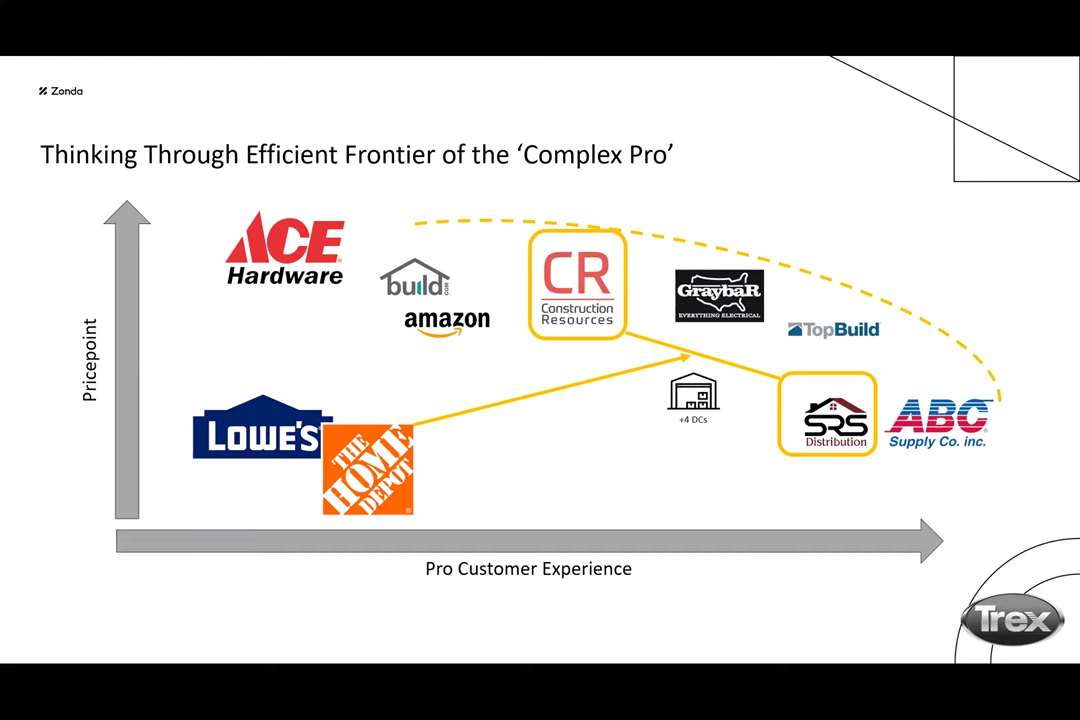 Zonda
Thinking Through Efficient Frontier of the ‘Complex Pro’
ACE
Hardware
build
.COM
amazon
CR
Construction
Resources
GraybaR
EVERYTHING ELECTRICAL
TopBuild
Pricepoint
LOWE'S
THE
HOME
DEPOT
+4 DCs
SRS
Distribution
ABC
Supply Co. inc.
Pro Customer Experience
Trex